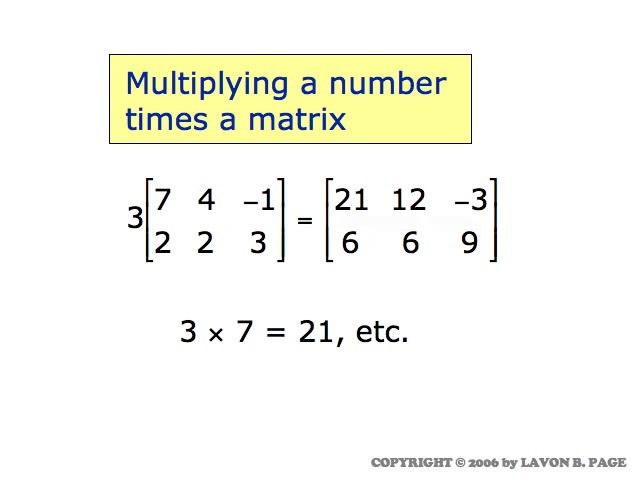 Multiplying a number
times a matrix
3[7 4 −1
2 2 3] = [21 12 −3
6 6 9]
3 × 7 = 21, etc.
COPYRIGHT © 2006 by LAVON B. PAGE